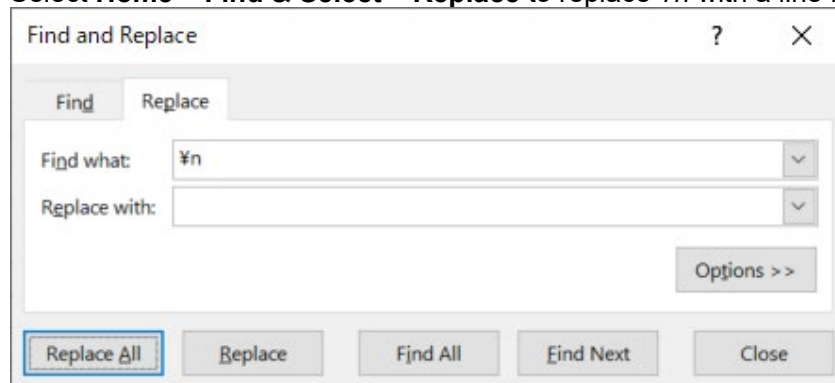 Select Home – Find & Select – Replace to replace ¥n with a line
Find and Replace
?
Find Replace
Find what: ¥n
Replace with:
Options >>
Replace All Replace Find All Find Next Close